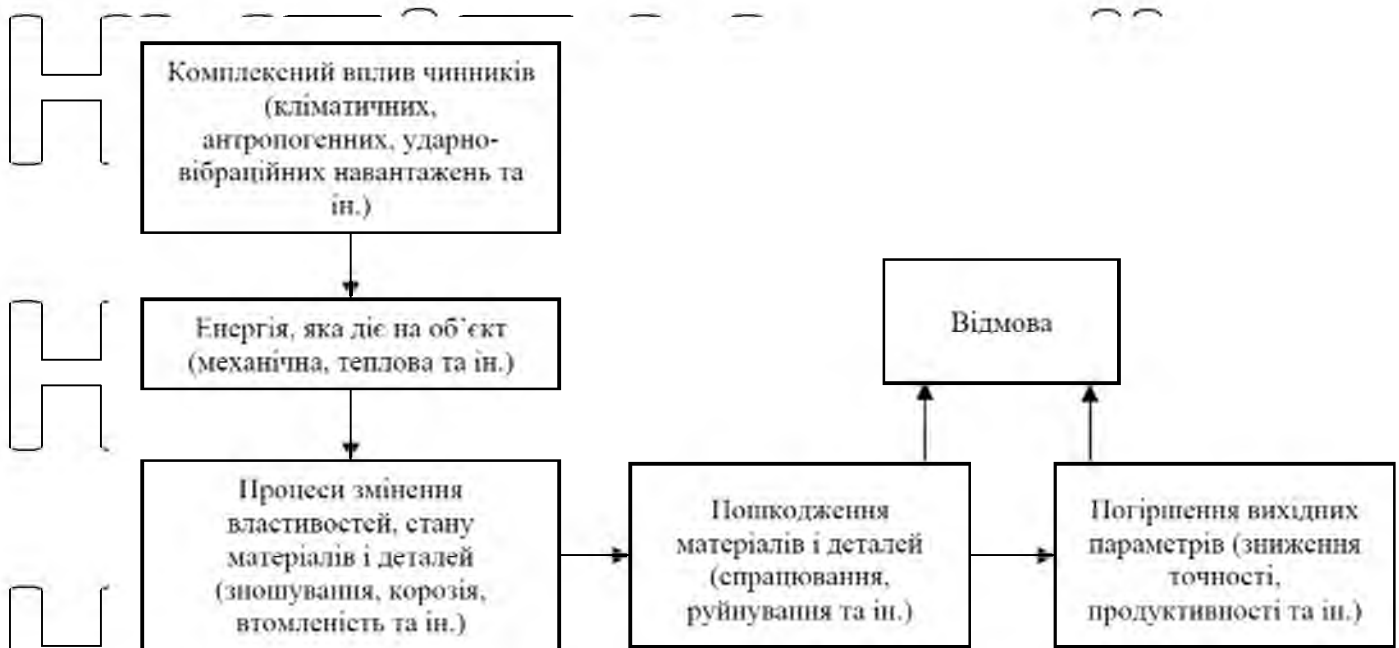 Комплексний вплив чинників
(кліматичних,
антропогенних, ударно-
вібраційних навантажень та
ін.)
Енергія, яка діє на об`єкт
(механічна, теплова та ін.)
Відмова
Процеси змінення
властивостей, стану
матеріалів і деталей
(зношування, корозія,
втомленість та ін.)
Пошкодження
матеріалів і деталей
(спрацювання,
руйнування та ін.)
Погіршення вихідних
параметрів (зниження
точності,
продуктивності та ін.)